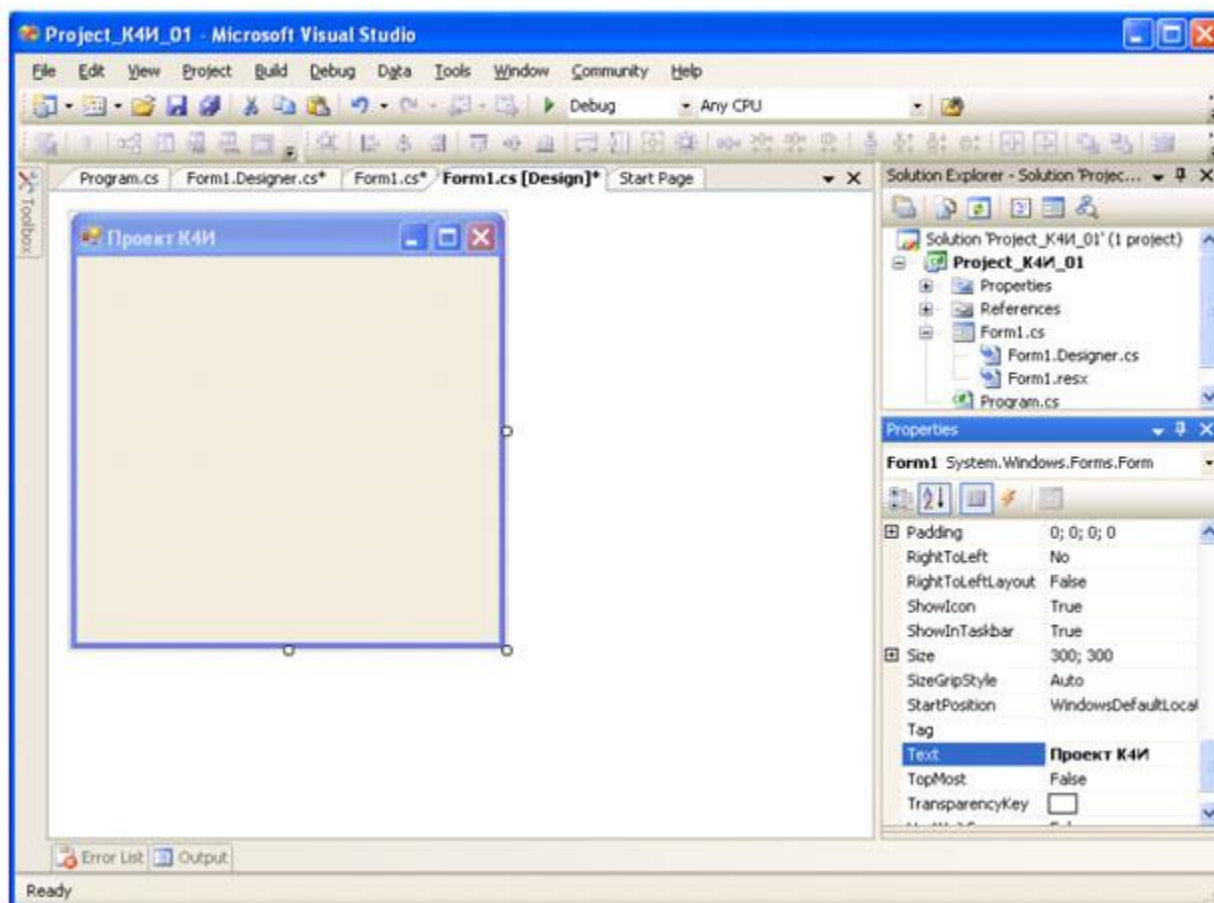 Project_К4И_01 - Microsoft Visual Studio
File Edit View Project Build Debug Data Tools Window Community Help
Debug Any CPU
Toolbox
Program.cs Form1.Designer.cs* Form1.cs* Form1.cs [Design]* Start Page
Проект К4И
Solution Explorer - Solution 'Projec...
Solution 'Project_К4И_01' (1 project)
Project_К4И_01
Properties
References
Form1.cs
Form1.Designer.cs
Form1.resx
Program.cs
Properties
Form1 System.Windows.Forms.Form
Padding 0; 0; 0; 0
RightToLeft No
RightToLeftLayout False
ShowIcon True
ShowInTaskbar True
Size 300; 300
SizeGripStyle Auto
StartPosition WindowsDefaultLocat
Tag
Text Проект К4И
TopMost False
TransparencyKey
Error List Output
Ready